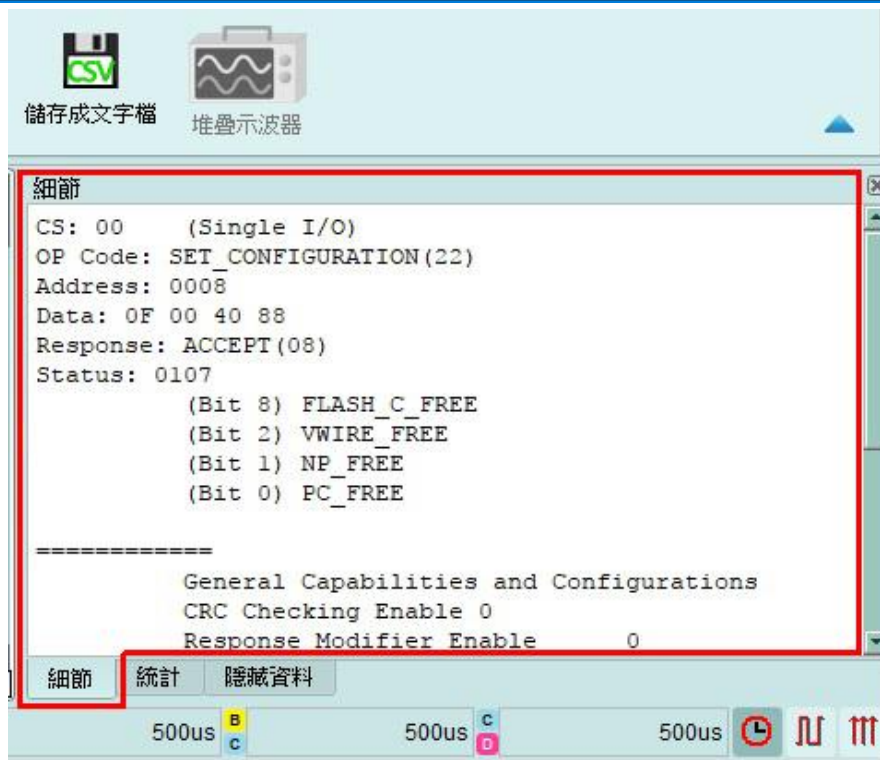 CSV
儲存成文字檔
堆疊示波器
細節
CS: 00 (Single I/O)
OP Code: SET_CONFIGURATION(22)
Address: 0008
Data: 0F 00 40 88
Response: ACCEPT(08)
Status: 0107
(Bit 8) FLASH_C_FREE
(Bit 2) VWIRE_FREE
(Bit 1) NP_FREE
(Bit 0) PC_FREE
============
General Capabilities and Configurations
CRC Checking Enable 0
Response Modifier Enable 0
細節 統計 隱藏資料
500us B C 500us C D 500us